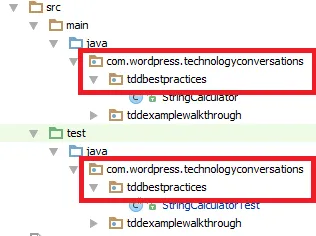 src
main
java
com.wordpress.technologyconversations
tddbestpractices
StringCalculator
tddexamplewalkthrough
test
java
com.wordpress.technologyconversations
tddbestpractices
StringCalculatorTest
tddexamplewalkthrough